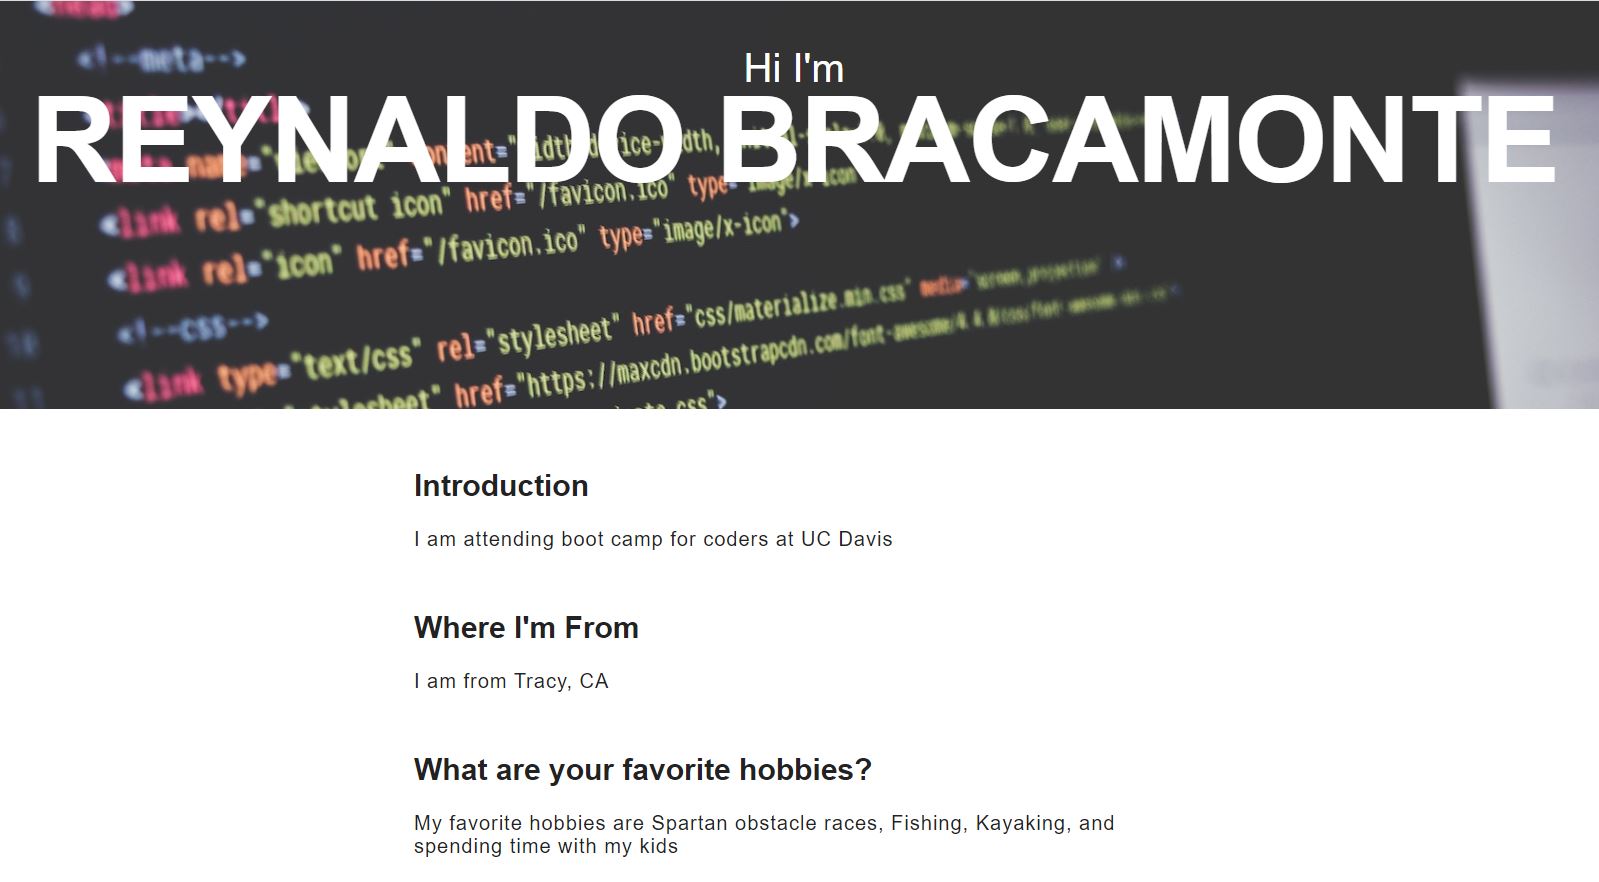 <head>
<!--meta-->
Hi I'm
REYNALDO BRACAMONTE
<link rel="shortcut icon" href="/favicon.ico" type="image/x-icon"
<link rel="icon" href="/favicon.ico" type="image/x-icon">
<!--css-->
<link type="text/css" rel="stylesheet" href="css/materialize.min.css" media="screen,projection"
stylesheet" href="https://maxcdn.bootstrapcdn.com/font-awesome/4.
css">
Introduction
I am attending boot camp for coders at UC Davis
Where I'm From
I am from Tracy, CA
What are your favorite hobbies?
My favorite hobbies are Spartan obstacle races, Fishing, Kayaking, and
spending time with my kids